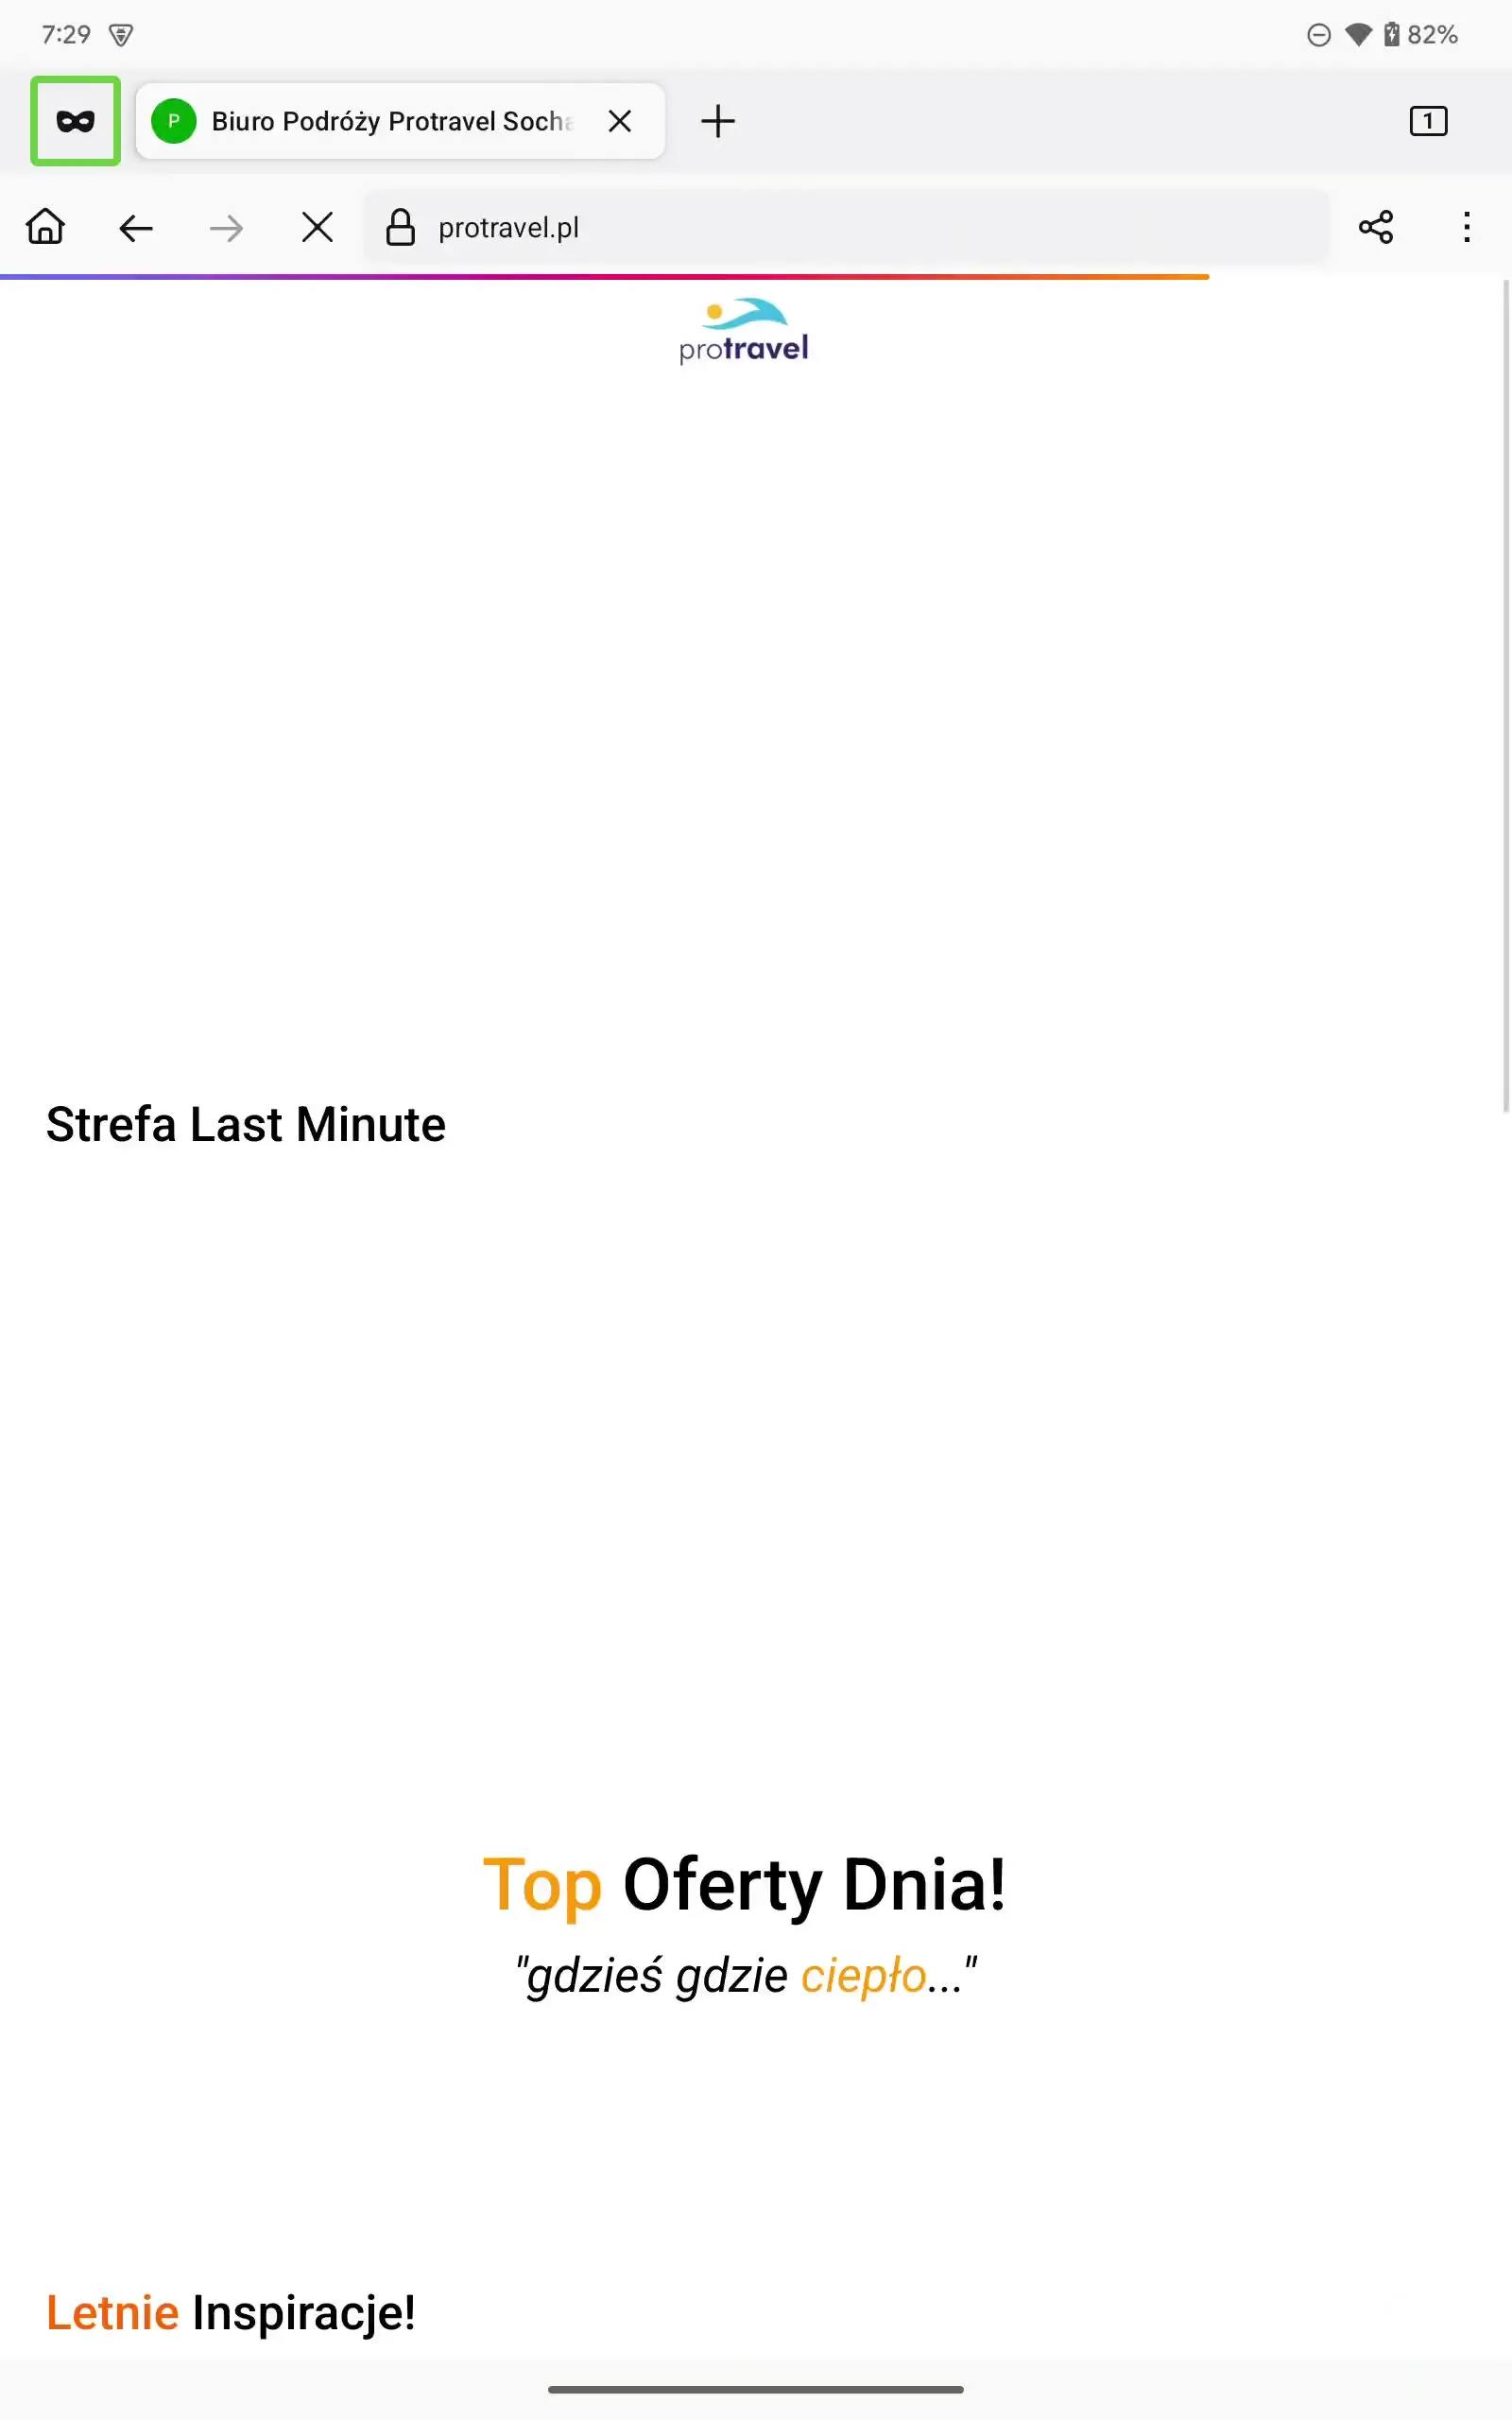 7:29
82%
P
Biuro Podróży Protravel Socha
1
protravel.pl
protravel
Strefa Last Minute
Top Oferty Dnia!
"gdzieś gdzie ciepło..."
Letnie Inspiracje!